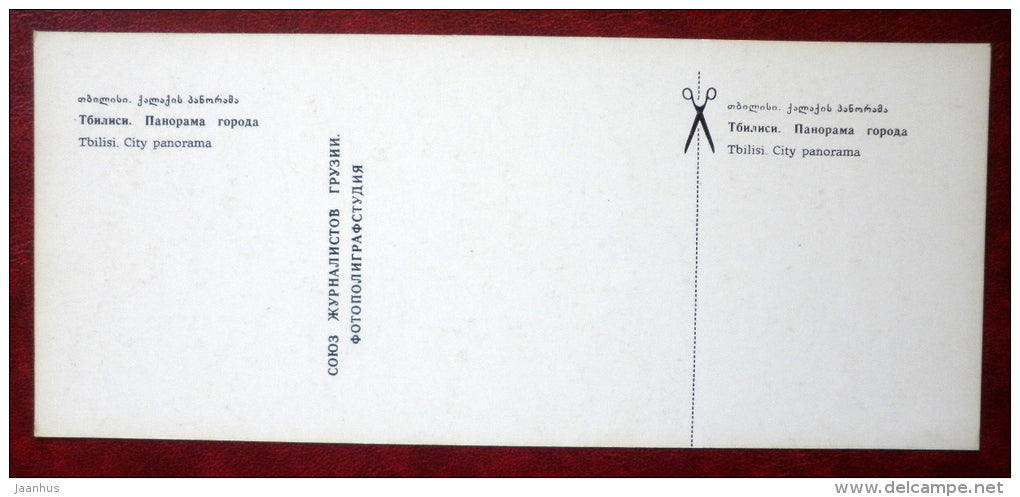 თბილისი. ქალაქის პანორამა
Тбилиси. Панорама города
Tbilisi. City panorama
СОЮЗ ЖУРНАЛИСТОВ ГРУЗИИ.
ФОТОПОЛИГРАФСТУДИЯ
თბილისი. ქალაქის პანორამა
Тбилиси. Панорама города
Tbilisi. City panorama
jaanhus
delcampe.net